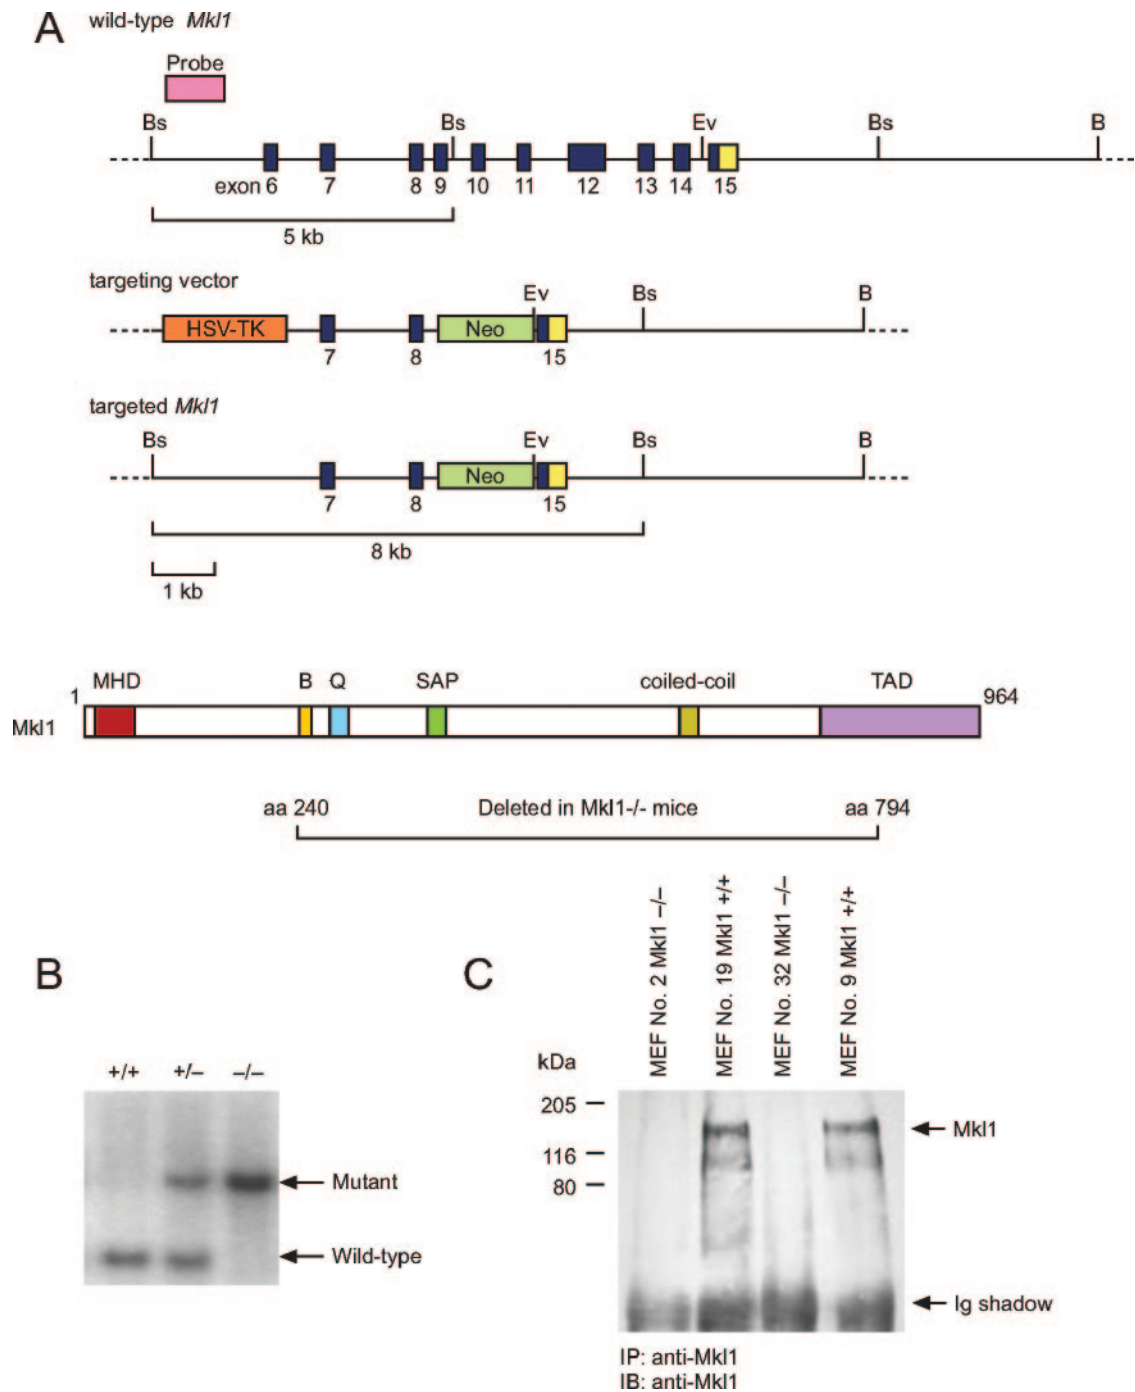 A
wild-type Mkl1
Probe
Bs Bs Ev Bs B
exon 6 7 8 9 10 11 12 13 14 15
5 kb
targeting vector
Ev Bs B
HSV-TK Neo
7 8 15
targeted Mkl1
Bs Ev Bs B
Neo
7 8 15
8 kb
1 kb
MHD B Q SAP coiled-coil TAD
1 964
Mkl1
aa 240 Deleted in Mkl1-/- mice aa 794
B
+/+ +/– –/–
Mutant
Wild-type
C
MEF No. 2 Mkl1 –/–
MEF No. 19 Mkl1 +/+
MEF No. 32 Mkl1 –/–
MEF No. 9 Mkl1 +/+
kDa
205
116
80
Mkl1
Ig shadow
IP: anti-Mkl1
IB: anti-Mkl1